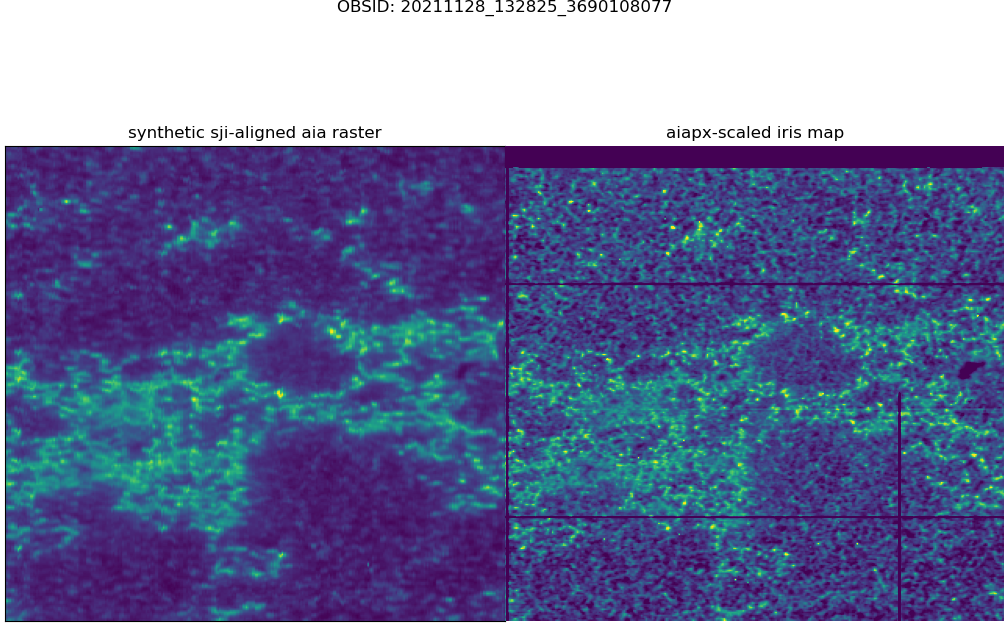 OBSID: 20211128_132825_3690108077
synthetic sji-aligned aia raster
aiapx-scaled iris map